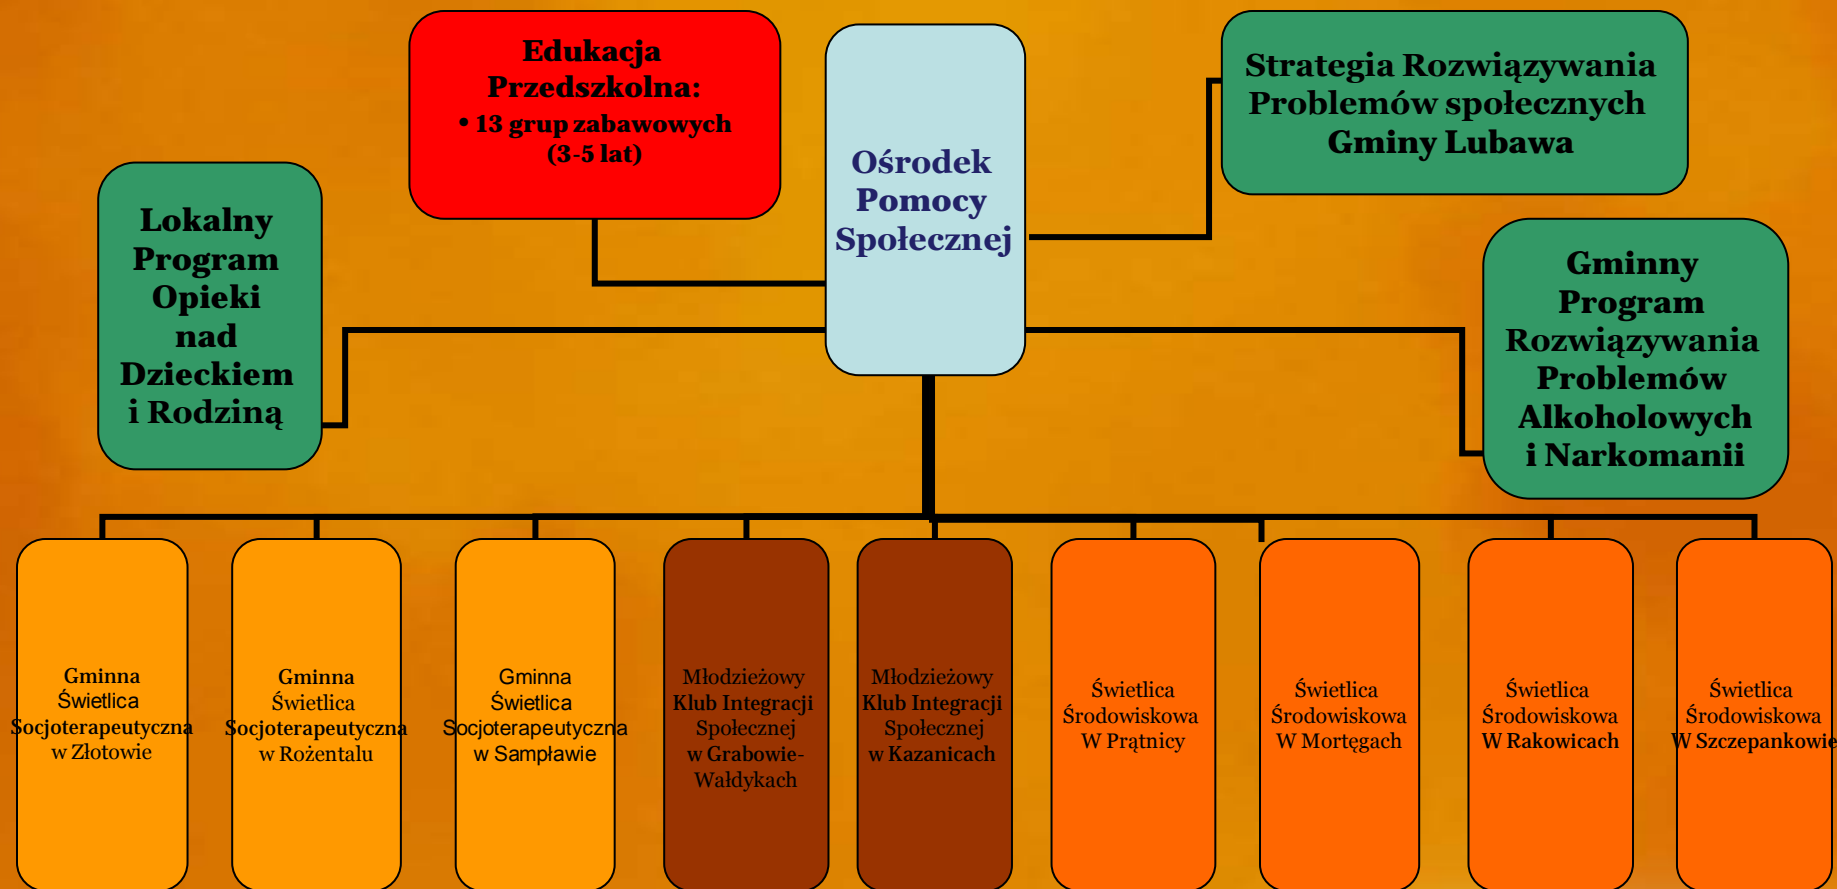 Edukacja
Przedszkolna:
• 13 grup zabawowych
(3-5 lat)
Ośrodek
Pomocy
Społecznej
Strategia Rozwiązywania
Problemów społecznych
Gminy Lubawa
Lokalny
Program
Opieki
nad
Dzieckiem
i Rodziną
Gminny
Program
Rozwiązywania
Problemów
Alkoholowych
i Narkomanii
Gminna
Świetlica
Socjoterapeutyczna
w Złotowie
Gminna
Świetlica
Socjoterapeutyczna
w Rożentalu
Gminna
Świetlica
Socjoterapeutyczna
w Sampławie
Młodzieżowy
Klub Integracji
Społecznej
w Grabowie-
Wałdykach
Młodzieżowy
Klub Integracji
Społecznej
w Kazanicach
Świetlica
Środowiskowa
W Prątnicy
Świetlica
Środowiskowa
W Mortęgach
Świetlica
Środowiskowa
W Rakowicach
Świetlica
Środowiskowa
W Szczepankowie